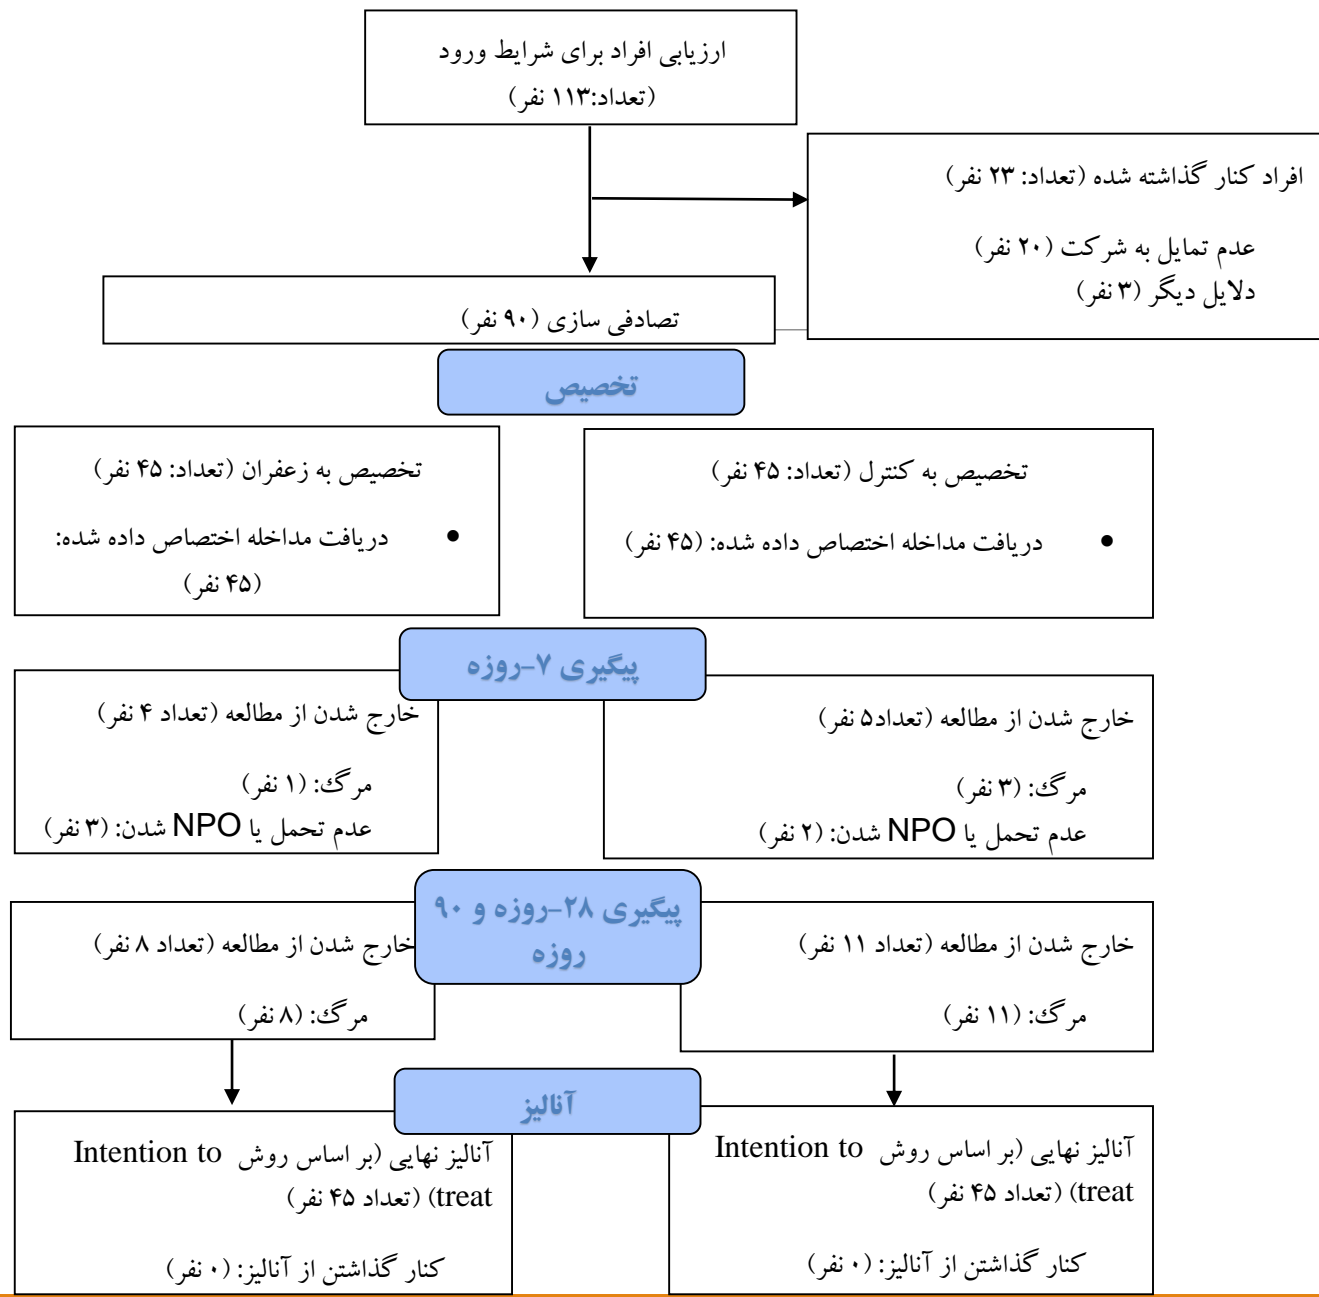 ارزیابی افراد برای شرایط ورود
(تعداد:۱۱۳ نفر)
افراد کنار گذاشته شده (تعداد: ۲۳ نفر)
عدم تمایل به شرکت (۲۰ نفر)
دلایل دیگر (۳ نفر)
تصادفی سازی (۹۰ نفر)
تخصیص
تخصیص به کنترل (تعداد: ۴۵ نفر)
• دریافت مداخله اختصاص داده شده: (۴۵ نفر)
تخصیص به زعفران (تعداد: ۴۵ نفر)
• دریافت مداخله اختصاص داده شده:
(۴۵ نفر)
پیگیری ۷-روزه
خارج شدن از مطالعه (تعداد۵ نفر)
مرگ: (۳ نفر)
عدم تحمل یا NPO شدن: (۲ نفر)
خارج شدن از مطالعه (تعداد ۴ نفر)
مرگ: (۱ نفر)
عدم تحمل یا NPO شدن: (۳ نفر)
پیگیری ۲۸-روزه و ۹۰
روزه
خارج شدن از مطالعه (تعداد ۱۱ نفر)
مرگ: (۱۱ نفر)
خارج شدن از مطالعه (تعداد ۸ نفر)
مرگ: (۸ نفر)
آنالیز
آنالیز نهایی (بر اساس روش Intention to
treat) (تعداد ۴۵ نفر)
کنار گذاشتن از آنالیز: (۰ نفر)
آنالیز نهایی (بر اساس روش Intention to
treat) (تعداد ۴۵ نفر)
کنار گذاشتن از آنالیز: (۰ نفر)